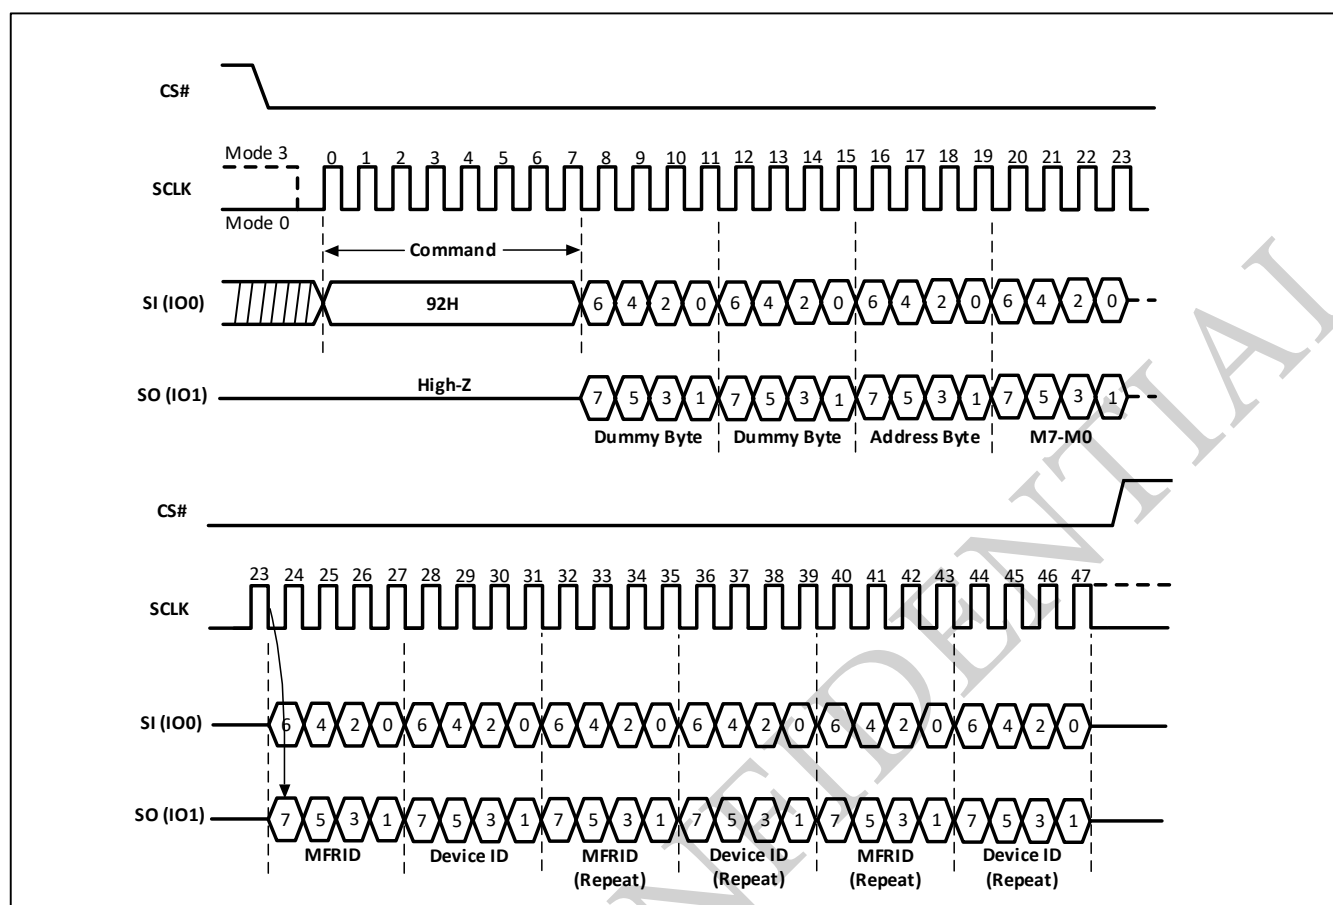 CS#
Mode 3
0 1 2 3 4 5 6 7 8 9 10 11 12 13 14 15 16 17 18 19 20 21 22 23
SCLK
Mode 0
Command
SI (IO0) 92H 6 4 2 0 6 4 2 0 6 4 2 0 6 4 2 0
High-Z
SO (IO1) 7 5 3 1 7 5 3 1 7 5 3 1 7 5 3 1
Dummy Byte Dummy Byte Address Byte M7-M0
CS#
23 24 25 26 27 28 29 30 31 32 33 34 35 36 37 38 39 40 41 42 43 44 45 46 47
SCLK
SI (IO0) 6 4 2 0 6 4 2 0 6 4 2 0 6 4 2 0 6 4 2 0 6 4 2 0
SO (IO1) 7 5 3 1 7 5 3 1 7 5 3 1 7 5 3 1 7 5 3 1 7 5 3 1
MFRID Device ID MFRID Device ID MFRID Device ID
(Repeat) (Repeat) (Repeat) (Repeat)
NFIDENTIAL